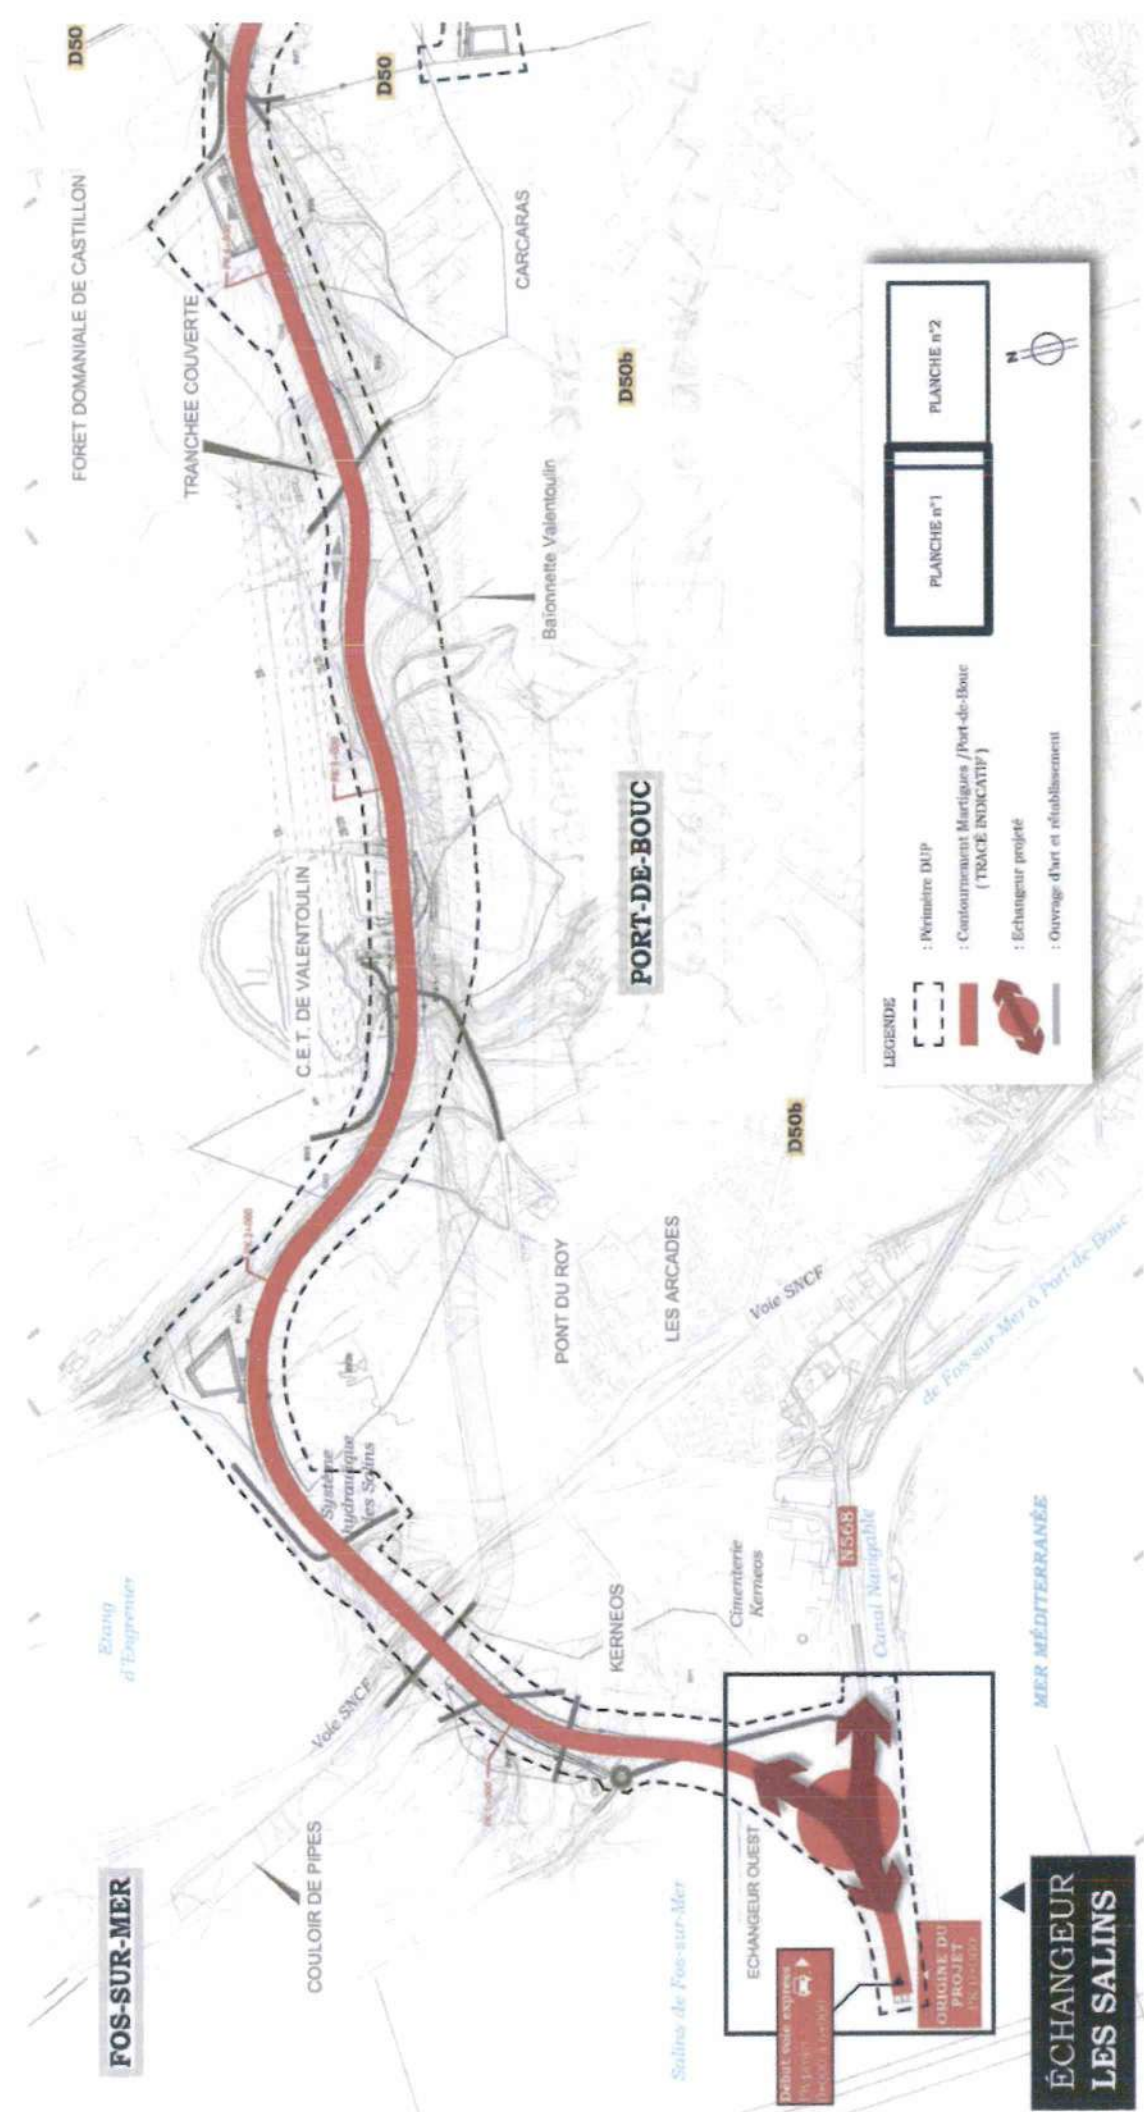 FOS-SUR-MER
COULOIR DE PIPES
Etang
d'Engrenier
Voie SNCF
Salins de Fos-sur-Mer
ECHANGEUR OUEST
Début voie express
ORIGINE DU
PROJET
ÉCHANGEUR
LES SALINS
MER MÉDITERRANÉE
Canal Navigable
de Fos-sur-Mer à Port de Bouc
N568
KERNEOS
Cimenterie
Kerneos
Système
hydraulique
des Salins
Voie SNCF
PONT DU ROY
LES ARCADES
D50b
C.E.T. DE VALENTOULIN
PORT-DE-BOUC
Baïonnette Valentoulin
D50b
TRANCHEE COUVERTE
FORET DOMANIALE DE CASTILLON
CARCARAS
D50
D50
LEGENDE
: Périmètre DUP
: Contournement Martigues /Port-de-Bouc
(TRACÉ INDICATIF)
: Echangeur projeté
: Ouvrage d'art et rétablissement
PLANCHE n°1
PLANCHE n°2
N